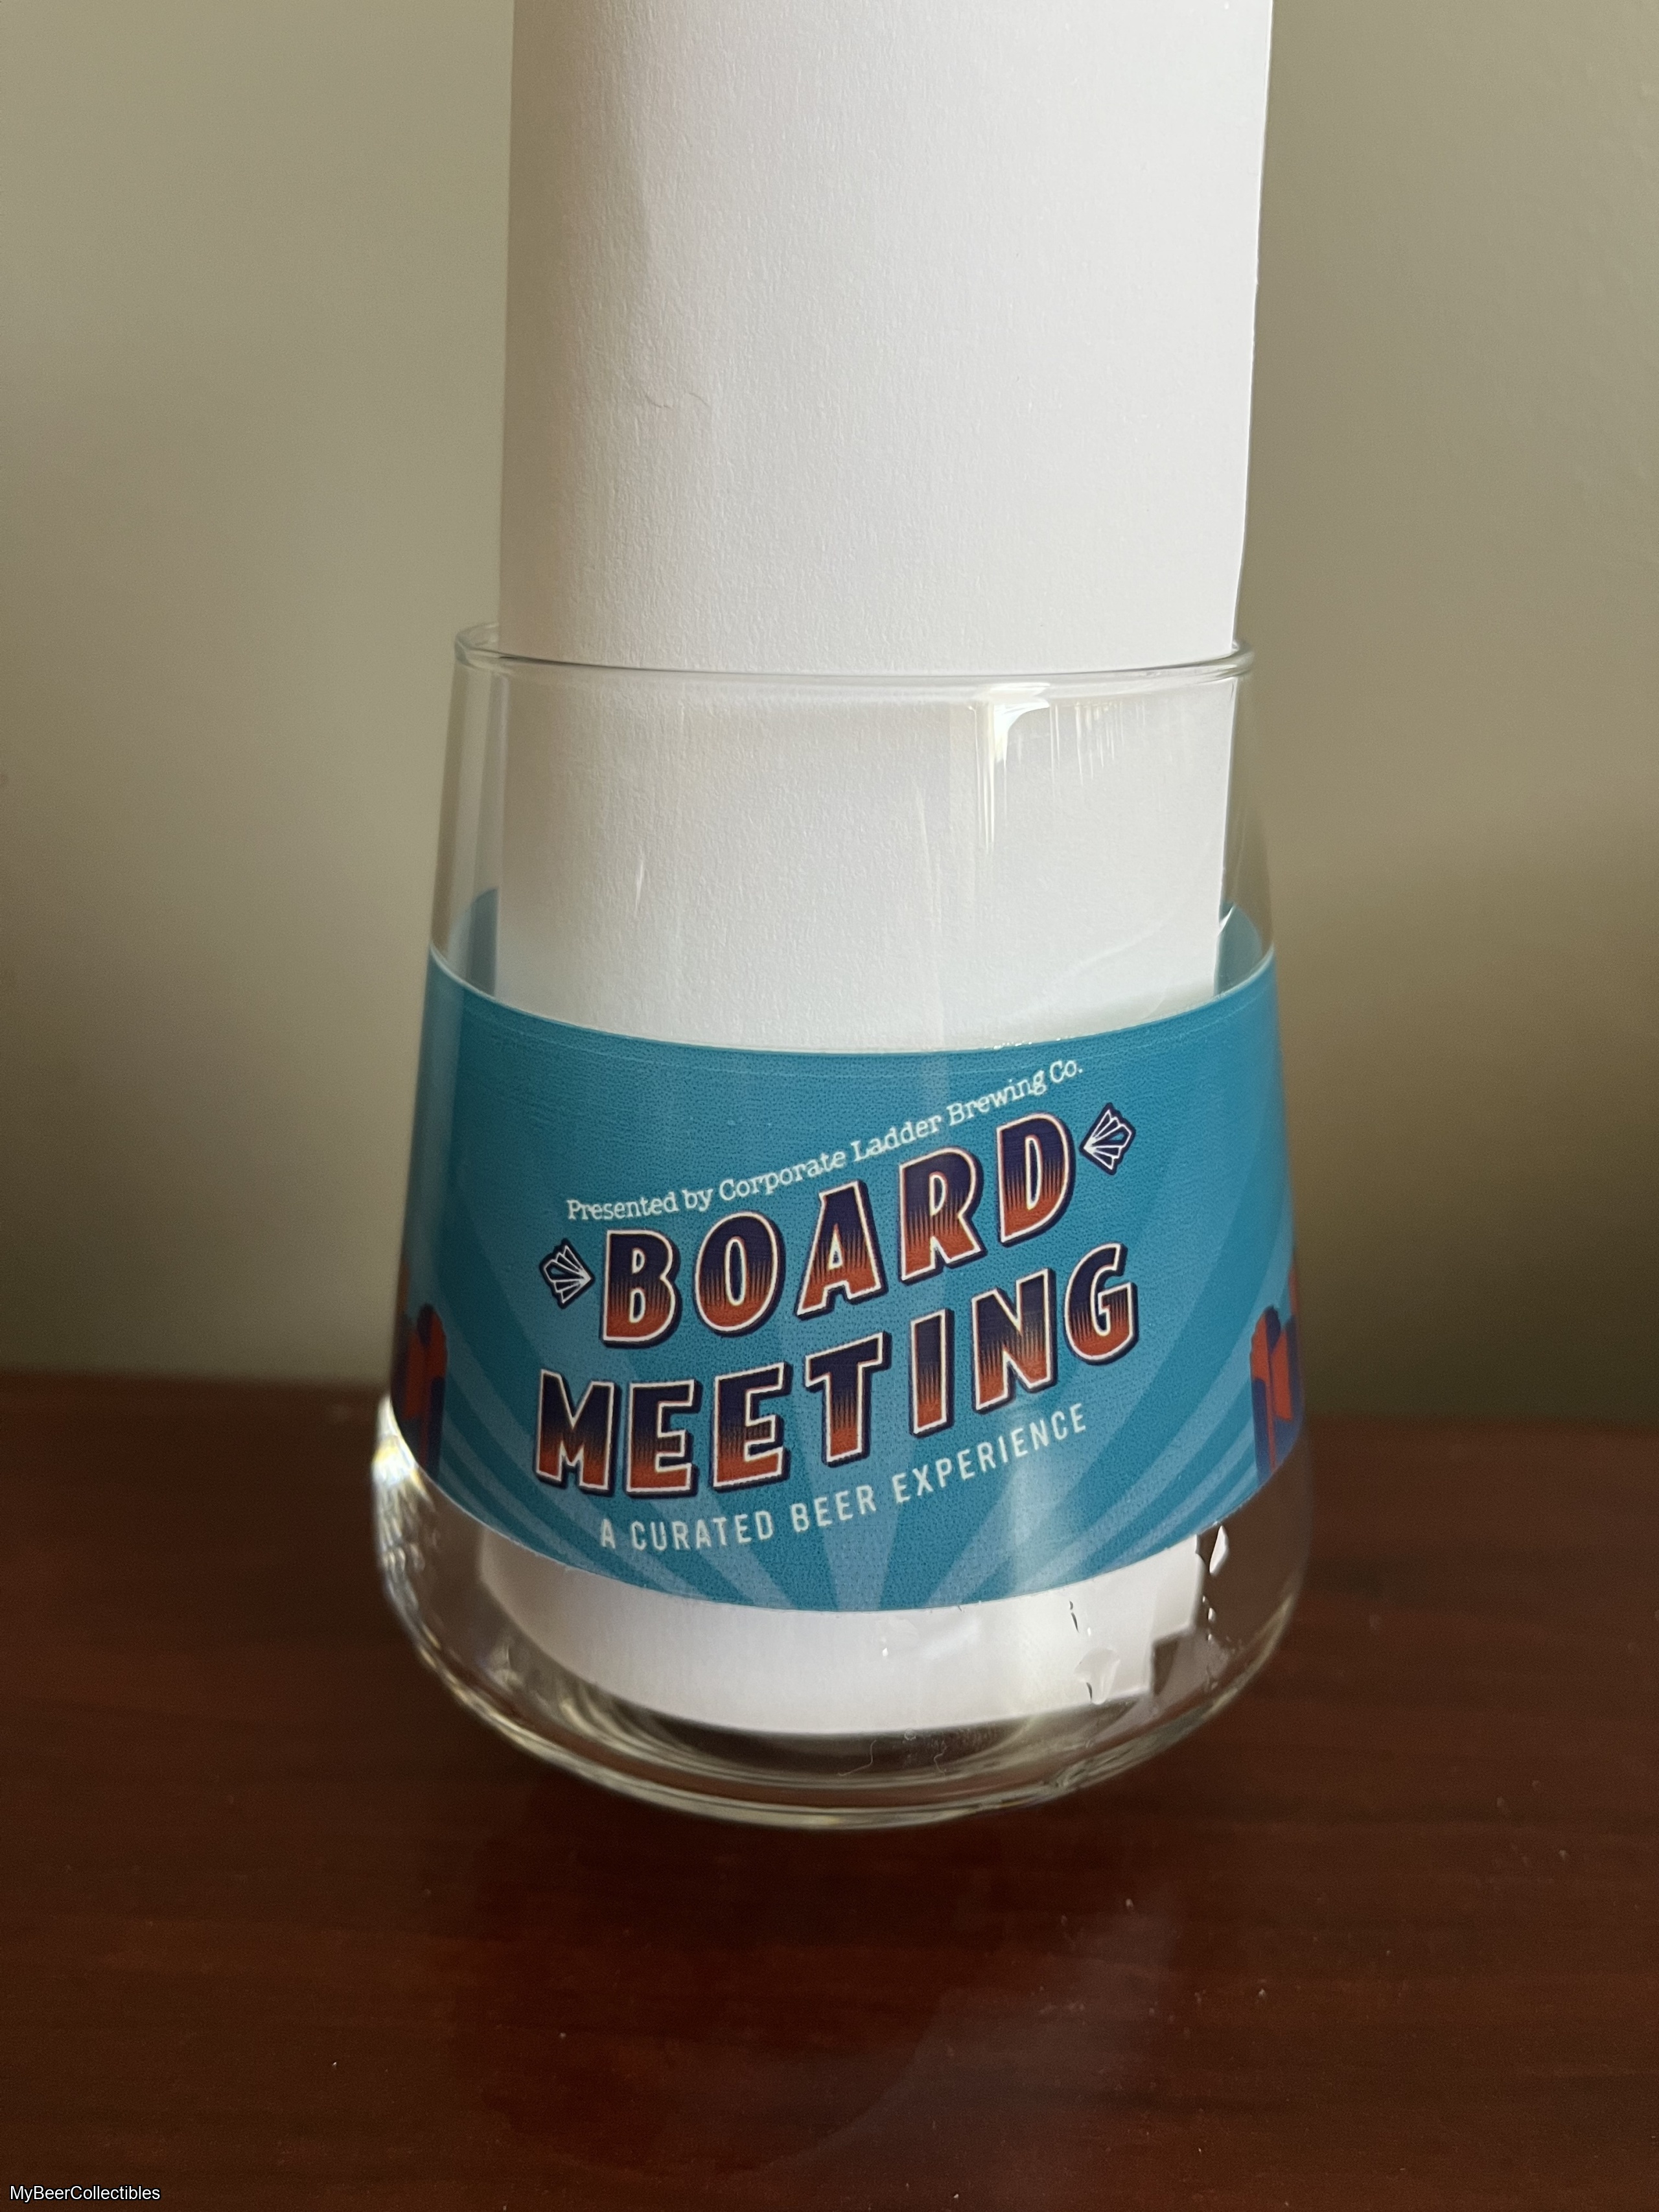 Presented by Corporate Ladder Brewing Co.
BOARD
MEETING
A CURATED BEER EXPERIENCE
MyBeerCollectibles